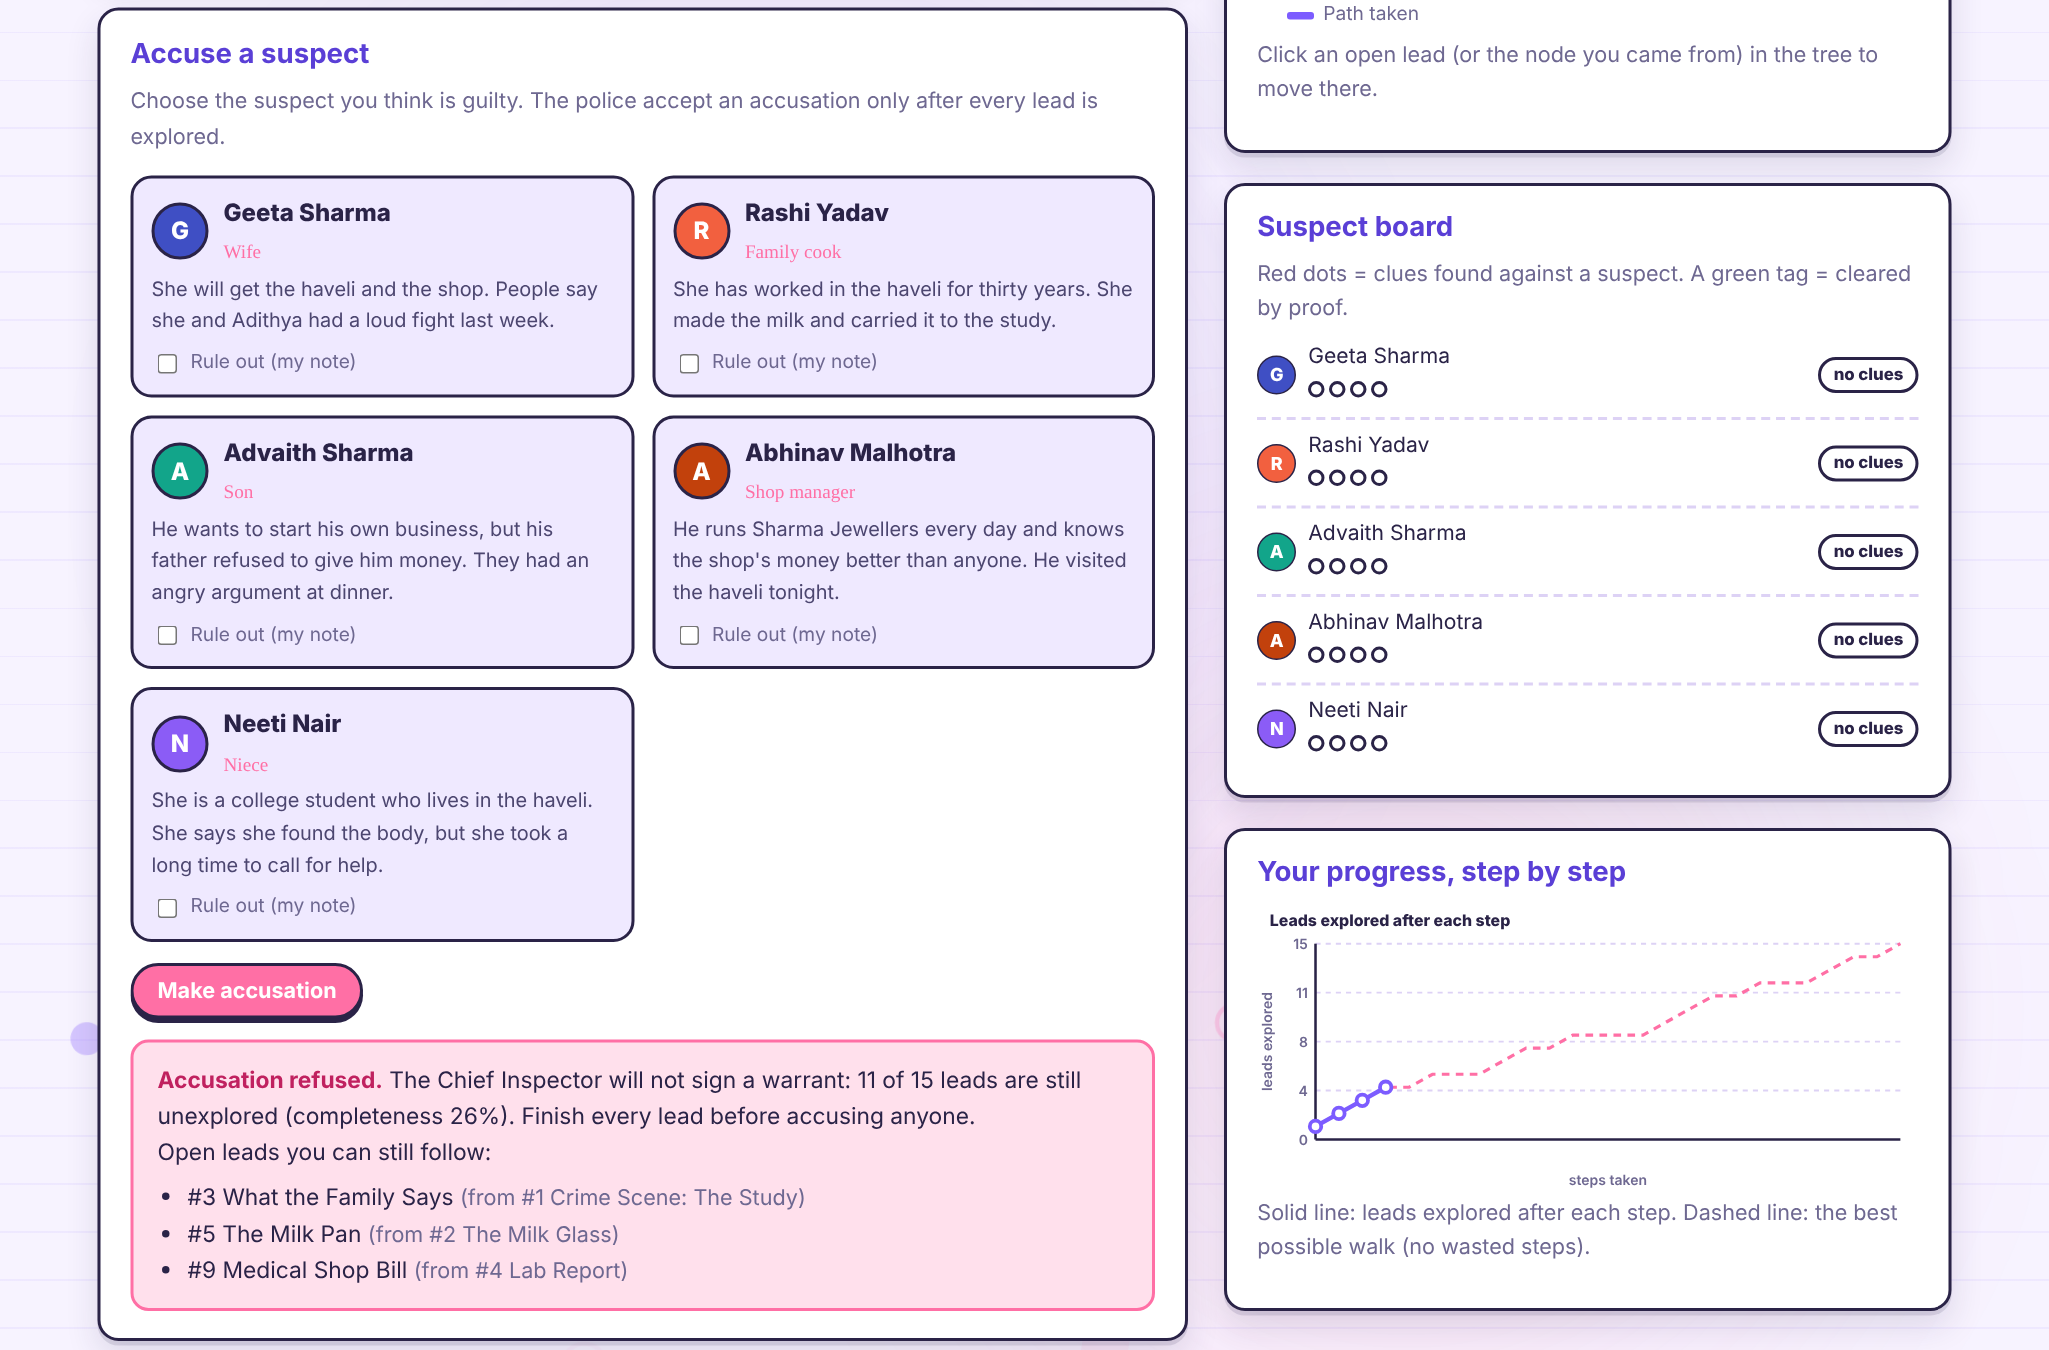 Accuse a suspect
Choose the suspect you think is guilty. The police accept an accusation only after every lead is
explored.
G
Geeta Sharma
Wife
She will get the haveli and the shop. People say
she and Adithya had a loud fight last week.
Rule out (my note)
R
Rashi Yadav
Family cook
She has worked in the haveli for thirty years. She
made the milk and carried it to the study.
Rule out (my note)
A
Advaith Sharma
Son
He wants to start his own business, but his
father refused to give him money. They had an
angry argument at dinner.
Rule out (my note)
A
Abhinav Malhotra
Shop manager
He runs Sharma Jewellers every day and knows
the shop's money better than anyone. He visited
the haveli tonight.
Rule out (my note)
N
Neeti Nair
Niece
She is a college student who lives in the haveli.
She says she found the body, but she took a
long time to call for help.
Rule out (my note)
Make accusation
Accusation refused. The Chief Inspector will not sign a warrant: 11 of 15 leads are still
unexplored (completeness 26%). Finish every lead before accusing anyone.
Open leads you can still follow:
• #3 What the Family Says (from #1 Crime Scene: The Study)
• #5 The Milk Pan (from #2 The Milk Glass)
• #9 Medical Shop Bill (from #4 Lab Report)
Path taken
Click an open lead (or the node you came from) in the tree to
move there.
Suspect board
Red dots = clues found against a suspect. A green tag = cleared
by proof.
G
Geeta Sharma
no clues
R
Rashi Yadav
no clues
A
Advaith Sharma
no clues
A
Abhinav Malhotra
no clues
N
Neeti Nair
no clues
Your progress, step by step
Leads explored after each step
15
11
8
4
0
leads explored
steps taken
Solid line: leads explored after each step. Dashed line: the best
possible walk (no wasted steps).